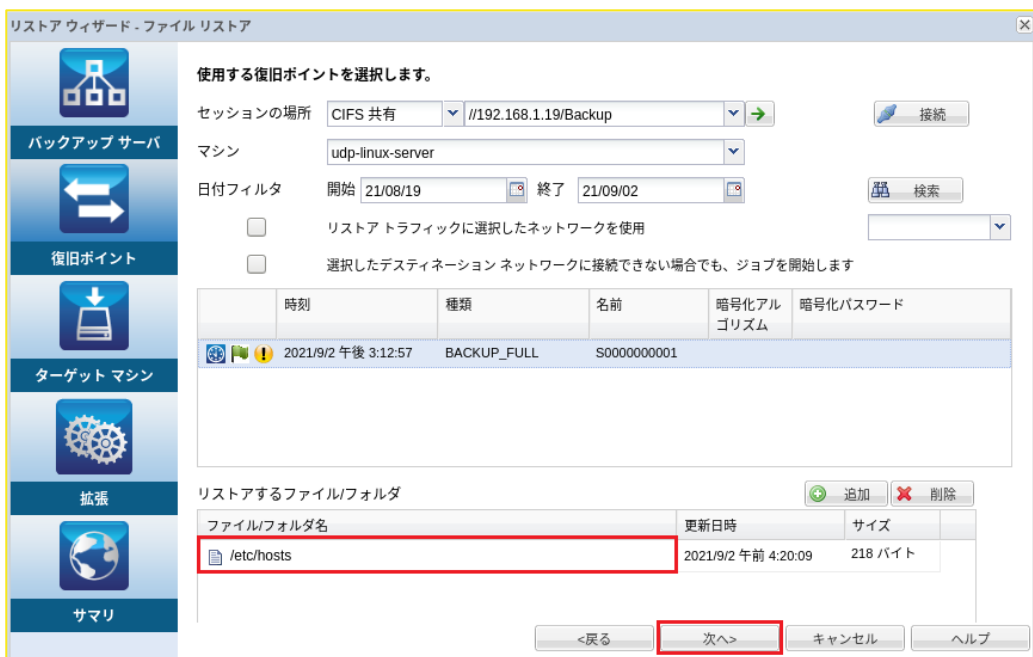 リストア ウィザード - ファイル リストア
バックアップ サーバ
復旧ポイント
ターゲット マシン
拡張
サマリ
使用する復旧ポイントを選択します。
セッションの場所 CIFS 共有 //192.168.1.19/Backup 接続
マシン udp-linux-server
日付フィルタ 開始 21/08/19 終了 21/09/02 検索
リストア トラフィックに選択したネットワークを使用
選択したデスティネーション ネットワークに接続できない場合でも、ジョブを開始します
時刻 種類 名前 暗号化アル 暗号化パスワード
ゴリズム
2021/9/2 午後 3:12:57 BACKUP_FULL S0000000001
リストアするファイル/フォルダ 追加 削除
ファイル/フォルダ名 更新日時 サイズ
/etc/hosts 2021/9/2 午前 4:20:09 218 バイト
<戻る 次へ> キャンセル ヘルプ